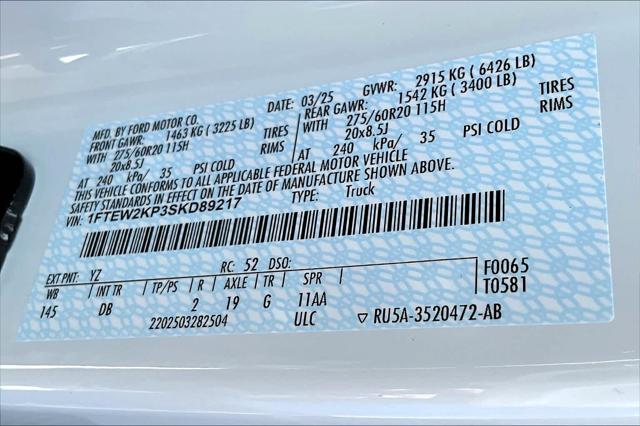 MFD. BY FORD MOTOR CO. DATE: 03/25 GVWR: 2915 KG ( 6426 LB)
FRONT GAWR: 1463 KG ( 3225 LB) REAR GAWR: 1542 KG ( 3400 LB)
WITH 275/60R20 115H TIRES WITH 275/60R20 115H TIRES
20x8.5J RIMS 20x8.5J RIMS
AT 240 kPa/ 35 PSI COLD AT 240 kPa/ 35 PSI COLD
THIS VEHICLE CONFORMS TO ALL APPLICABLE FEDERAL MOTOR VEHICLE
SAFETY STANDARDS IN EFFECT ON THE DATE OF MANUFACTURE SHOWN ABOVE.
VIN: 1FTEW2KP3SKD89217 TYPE: Truck
EXT PNT: YZ RC: 52 DSO: F0065
WB INT TR TP/PS R AXLE TR SPR T0581
145 DB 2 19 G 11AA
2202503282504 ULC ▽ RU5A-3520472-AB